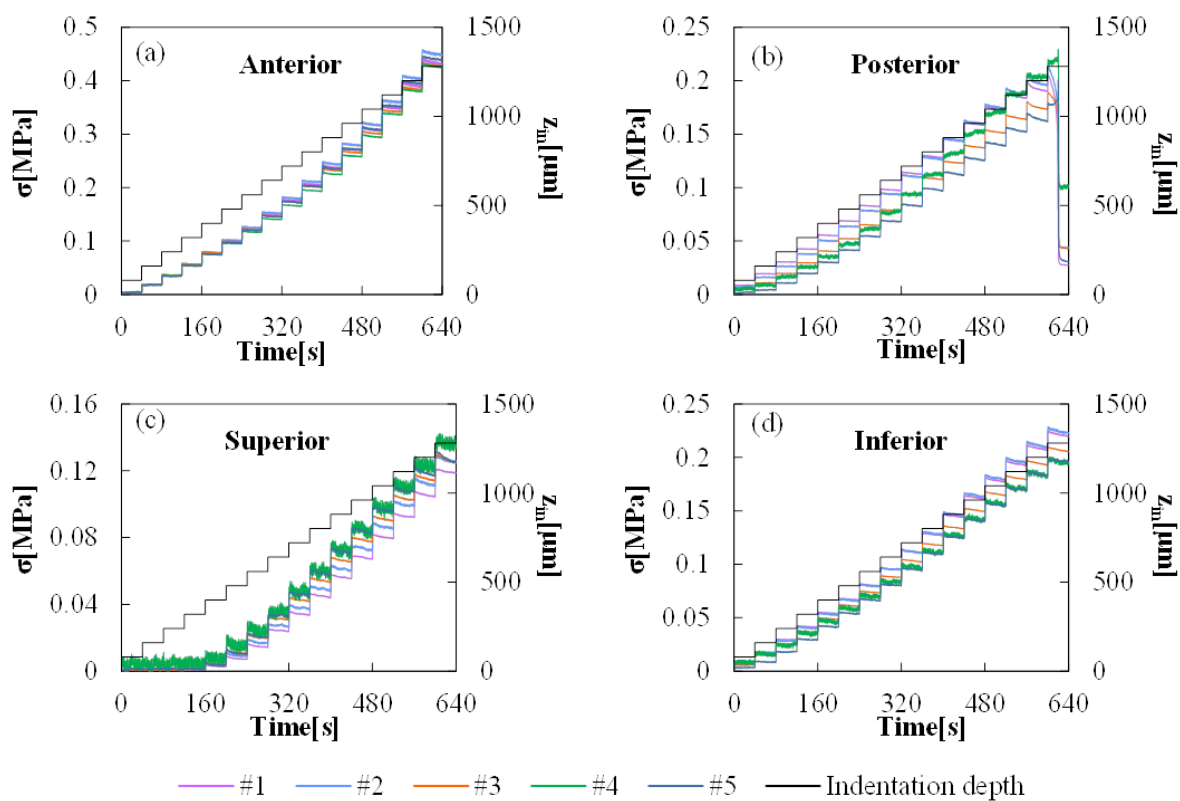 (a)
Anterior
σ[MPa]
0.5
0.4
0.3
0.2
0.1
0
1500
1000
500
0
z_in[μm]
0 160 320 480 640
Time[s]
(b)
Posterior
σ[MPa]
0.25
0.2
0.15
0.1
0.05
0
1500
1000
500
0
z_in[μm]
0 160 320 480 640
Time[s]
(c)
Superior
σ[MPa]
0.16
0.12
0.08
0.04
0
1500
1000
500
0
z_in[μm]
0 160 320 480 640
Time[s]
(d)
Inferior
σ[MPa]
0.25
0.2
0.15
0.1
0.05
0
1500
1000
500
0
z_in[μm]
0 160 320 480 640
Time[s]
#1 #2 #3 #4 #5 Indentation depth